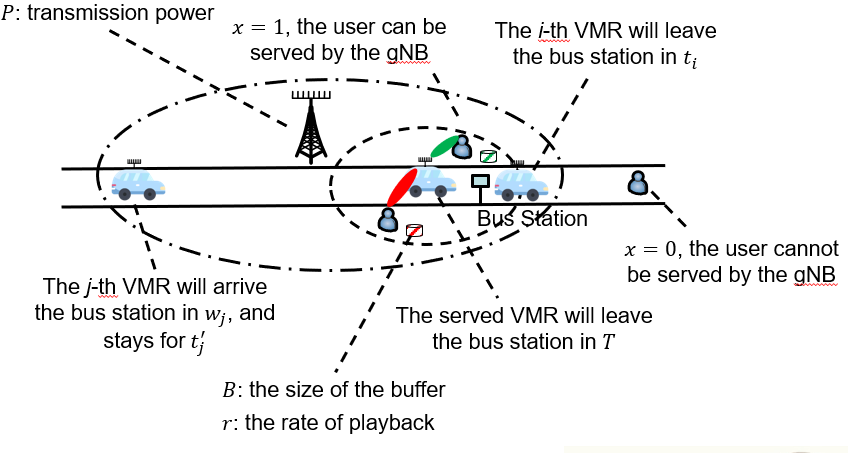 P: transmission power
x = 1, the user can be
served by the gNB
The i-th VMR will leave
the bus station in t_i
Bus Station
x = 0, the user cannot
be served by the gNB
The j-th VMR will arrive
the bus station in w_j, and
stays for t'_j
The served VMR will leave
the bus station in T
B: the size of the buffer
r: the rate of playback